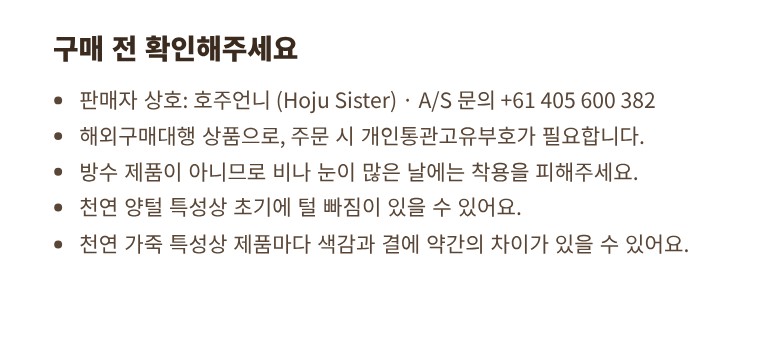 구매 전 확인해주세요
• 판매자 상호: 호주언니 (Hoju Sister) · A/S 문의 +61 405 600 382
• 해외구매대행 상품으로, 주문 시 개인통관고유부호가 필요합니다.
• 방수 제품이 아니므로 비나 눈이 많은 날에는 착용을 피해주세요.
• 천연 양털 특성상 초기에 털 빠짐이 있을 수 있어요.
• 천연 가죽 특성상 제품마다 색감과 결에 약간의 차이가 있을 수 있어요.